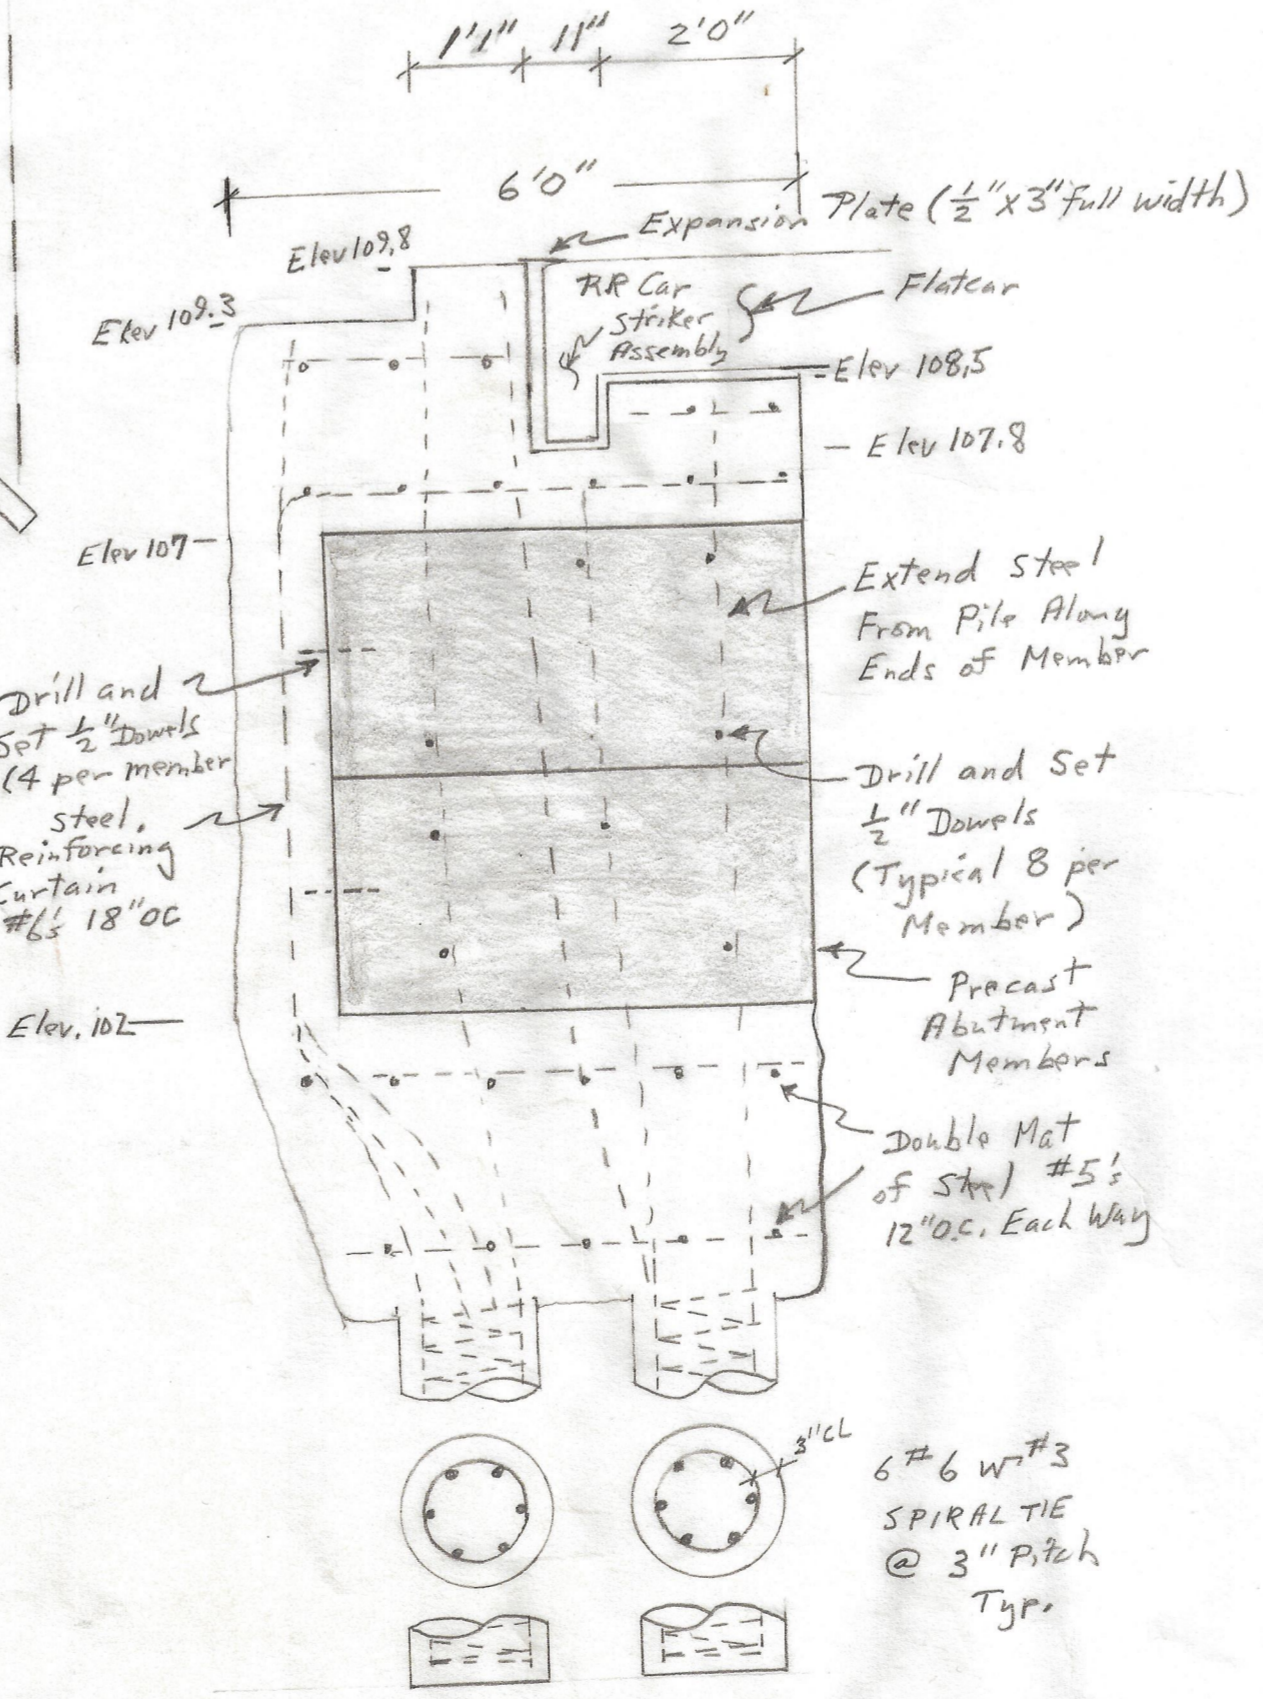 1'1" 11" 2'0"
6'0"
Expansion Plate (1/2" x 3" full width)
Elev 109,8
Elev 109.3
RR Car
Striker
Assembly
Flatcar
Elev 108,5
Elev 107.8
Elev 107
Extend Steel
From Pile Along
Ends of Member
Drill and
Set 1/2" Dowels
(4 per member
Steel.
Reinforcing
Curtain
#6's 18" OC
Drill and Set
1/2" Dowels
(Typical 8 per
Member)
Precast
Abutment
Members
Elev. 102
Double Mat
of Steel #5's
12" O.C. Each Way
3" CL
6 #6 W #3
SPIRAL TIE
@ 3" Pitch
Typ.